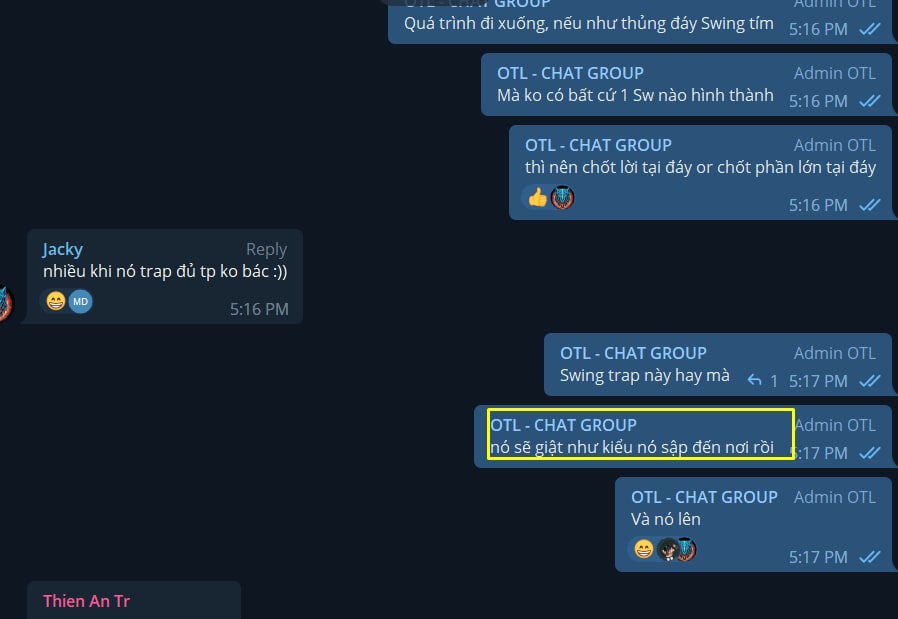 OTL - CHAT GROUP Admin OTL
Quá trình đi xuống, nếu như thủng đáy Swing tím 5:16 PM
OTL - CHAT GROUP Admin OTL
Mà ko có bất cứ 1 Sw nào hình thành 5:16 PM
OTL - CHAT GROUP Admin OTL
thì nên chốt lời tại đáy or chốt phần lớn tại đáy
5:16 PM
Jacky Reply
nhiều khi nó trap đủ tp ko bác :))
MD 5:16 PM
OTL - CHAT GROUP Admin OTL
Swing trap này hay mà 1 5:17 PM
OTL - CHAT GROUP Admin OTL
nó sẽ giật như kiểu nó sập đến nơi rồi 5:17 PM
OTL - CHAT GROUP Admin OTL
Và nó lên
5:17 PM
Thien An Tr